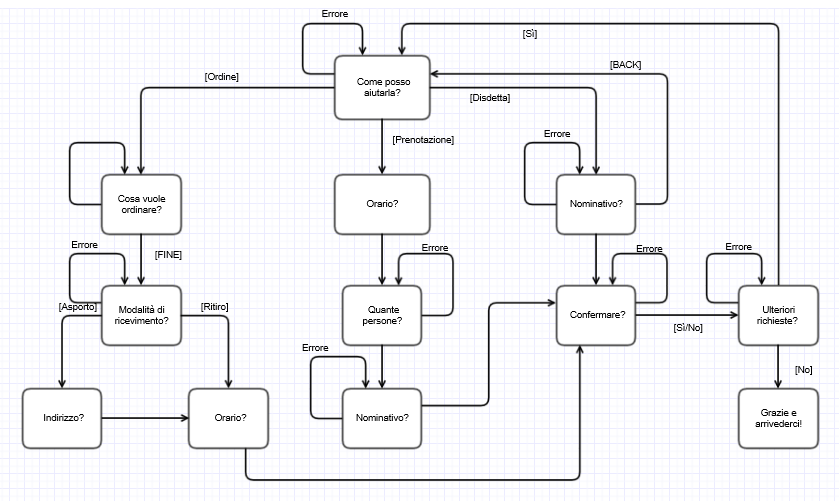 Errore
[Sì]
[BACK]
[Ordine]
Come posso
aiutarla?
[Disdetta]
[Prenotazione]
Errore
Cosa vuole
ordinare?
Orario?
Nominativo?
Errore
[FINE]
Errore
Errore
Errore
[Asporto]
[Ritiro]
Modalità di
ricevimento?
Quante
persone?
Confermare?
[Sì/No]
Ulteriori
richieste?
Errore
[No]
Indirizzo?
Orario?
Nominativo?
Grazie e
arrivederci!